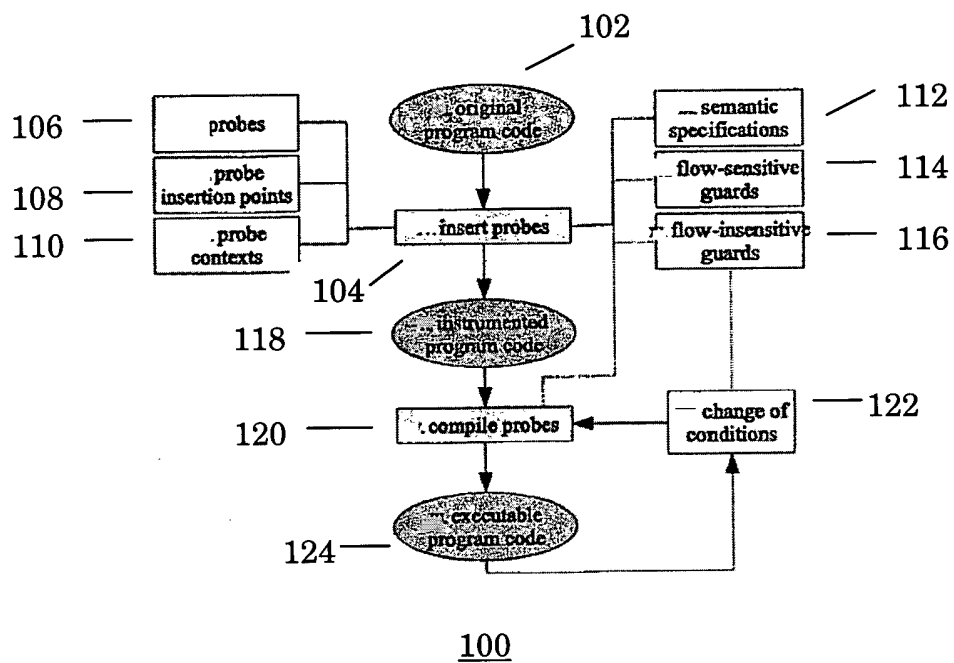 102
original
program code
106
probes
semantic
specifications
112
108
probe
insertion points
flow-sensitive
guards
114
110
probe
contexts
insert probes
flow-insensitive
guards
116
104
118
instrumented
program code
120
compile probes
change of
conditions
122
124
executable
program code
100